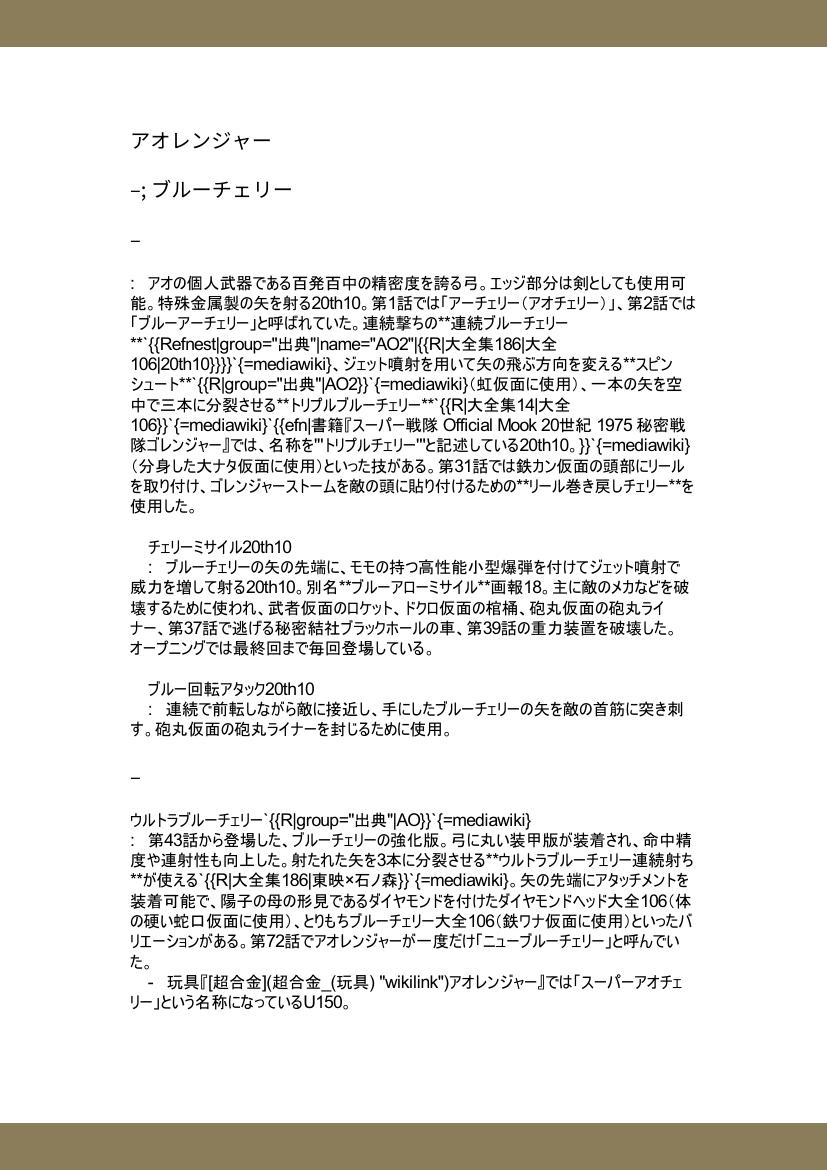 アオレンジャー
–; ブルーチェリー
–
:   アオの個人武器である百発百中の精密度を誇る弓。エッジ部分は剣としても使用可
能。特殊金属製の矢を射る20th10。第1話では「アーチェリー（アオチェリー）」、第2話では
「ブルーアーチェリー」と呼ばれていた。連続撃ちの**連続ブルーチェリー
**`{{Refnest|group="出典"|name="AO2"|{{R|大全集186|大全
106|20th10}}}}`{=mediawiki}、ジェット噴射を用いて矢の飛ぶ方向を変える**スピン
シュート**`{{R|group="出典"|AO2}}`{=mediawiki}（虹仮面に使用）、一本の矢を空
中で三本に分裂させる**トリプルブルーチェリー**`{{R|大全集14|大全
106}}`{=mediawiki}`{{efn|書籍『スーパー戦隊 Official Mook 20世紀 1975 秘密戦
隊ゴレンジャー』では、名称を'''トリプルチェリー'''と記述している20th10。}}`{=mediawiki}
（分身した大ナタ仮面に使用）といった技がある。第31話では鉄カン仮面の頭部にリール
を取り付け、ゴレンジャーストームを敵の頭に貼り付けるための**リール巻き戻しチェリー**を
使用した。
チェリーミサイル20th10
:   ブルーチェリーの矢の先端に、モモの持つ高性能小型爆弾を付けてジェット噴射で
威力を増して射る20th10。別名**ブルーアローミサイル**画報18。主に敵のメカなどを破
壊するために使われ、武者仮面のロケット、ドクロ仮面の棺桶、砲丸仮面の砲丸ライ
ナー、第37話で逃げる秘密結社ブラックホールの車、第39話の重力装置を破壊した。
オープニングでは最終回まで毎回登場している。
ブルー回転アタック20th10
:   連続で前転しながら敵に接近し、手にしたブルーチェリーの矢を敵の首筋に突き刺
す。砲丸仮面の砲丸ライナーを封じるために使用。
–
ウルトラブルーチェリー`{{R|group="出典"|AO}}`{=mediawiki}
:   第43話から登場した、ブルーチェリーの強化版。弓に丸い装甲版が装着され、命中精
度や連射性も向上した。射たれた矢を3本に分裂させる**ウルトラブルーチェリー連続射ち
**が使える`{{R|大全集186|東映×石ノ森}}`{=mediawiki}。矢の先端にアタッチメントを
装着可能で、陽子の母の形見であるダイヤモンドを付けたダイヤモンドヘッド大全106（体
の硬い蛇口仮面に使用）、とりもちブルーチェリー大全106（鉄ワナ仮面に使用）といったバ
リエーションがある。第72話でアオレンジャーが一度だけ「ニューブルーチェリー」と呼んでい
た。
-   玩具『[超合金](超合金_(玩具) "wikilink")アオレンジャー』では「スーパーアオチェ
リー」という名称になっているU150。